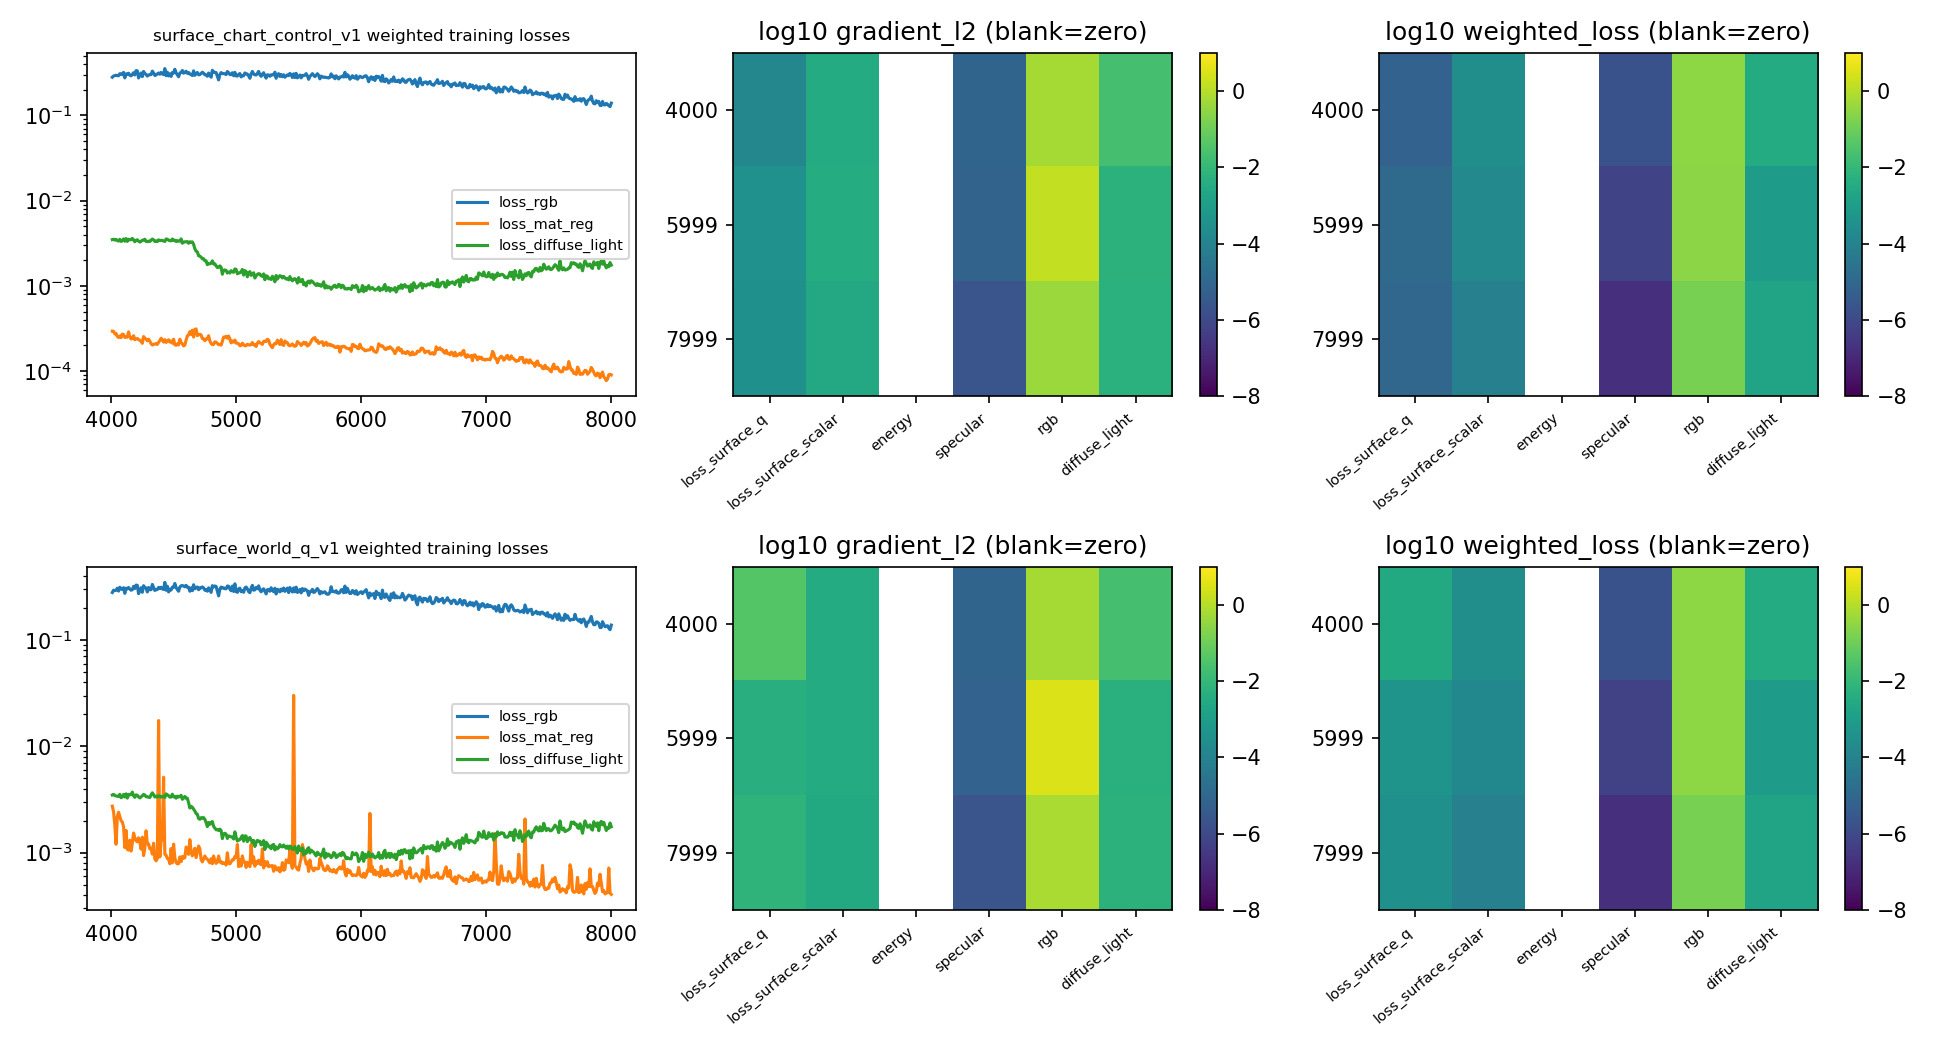 surface_chart_control_v1 weighted training losses
10⁻¹
10⁻²
10⁻³
10⁻⁴
4000 5000 6000 7000 8000
loss_rgb
loss_mat_reg
loss_diffuse_light
log10 gradient_l2 (blank=zero)
4000
5999
7999
loss_surface_q
loss_surface_scalar
energy
specular
rgb
diffuse_light
0
−2
−4
−6
−8
log10 weighted_loss (blank=zero)
4000
5999
7999
loss_surface_q
loss_surface_scalar
energy
specular
rgb
diffuse_light
0
−2
−4
−6
−8
surface_world_q_v1 weighted training losses
10⁻¹
10⁻²
10⁻³
4000 5000 6000 7000 8000
loss_rgb
loss_mat_reg
loss_diffuse_light
log10 gradient_l2 (blank=zero)
4000
5999
7999
loss_surface_q
loss_surface_scalar
energy
specular
rgb
diffuse_light
0
−2
−4
−6
−8
log10 weighted_loss (blank=zero)
4000
5999
7999
loss_surface_q
loss_surface_scalar
energy
specular
rgb
diffuse_light
0
−2
−4
−6
−8